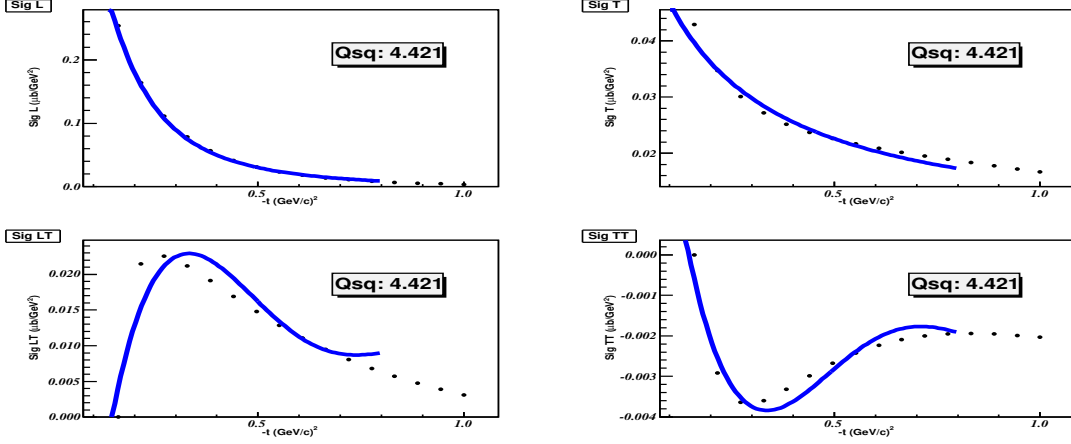 Sig L
Sig L (μb/GeV²)
0.2
0.1
0.0
Qsq: 4.421
0.5
1.0
-t (GeV/c)²
Sig T
Sig T (μb/GeV²)
0.04
0.03
0.02
Qsq: 4.421
0.5
1.0
-t (GeV/c)²
Sig LT
Sig LT (μb/GeV²)
0.020
0.015
0.010
0.005
0.000
Qsq: 4.421
0.5
1.0
-t (GeV/c)²
Sig TT
Sig TT (μb/GeV²)
0.000
-0.001
-0.002
-0.003
-0.004
Qsq: 4.421
0.5
1.0
-t (GeV/c)²